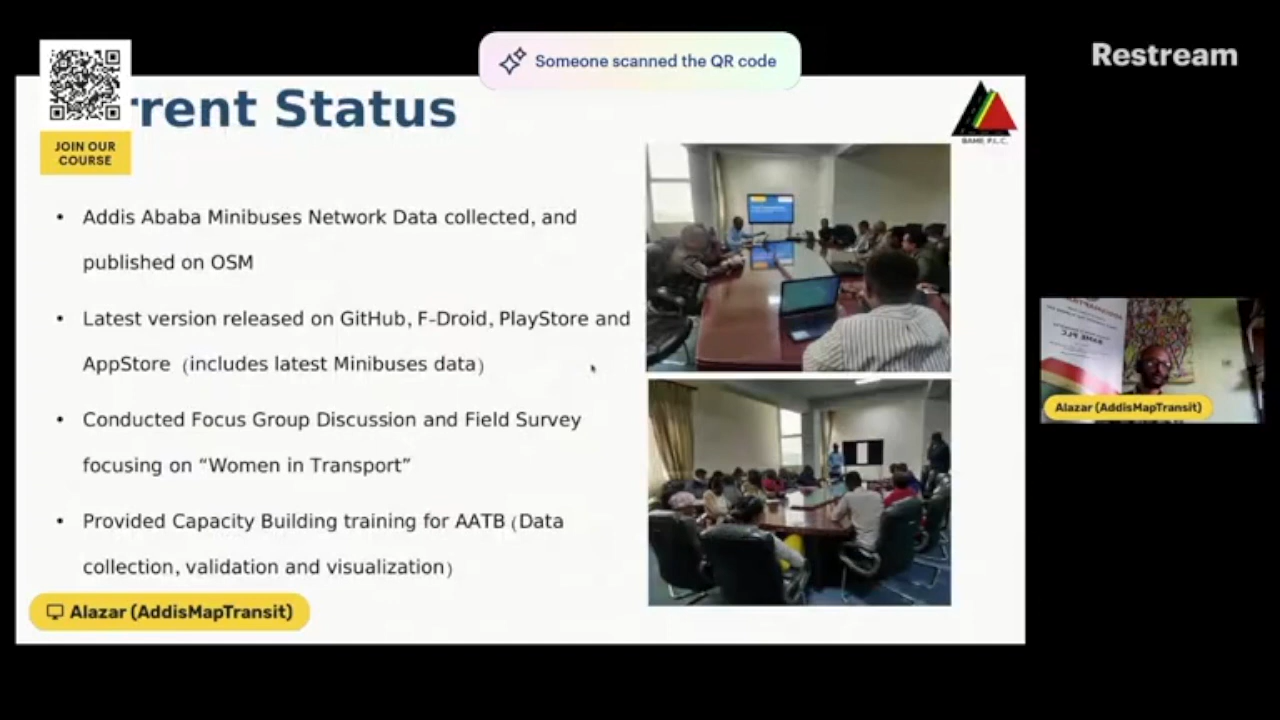 Someone scanned the QR code
Restream
JOIN OUR
COURSE
rrent Status
BAME P.L.C.
• Addis Ababa Minibuses Network Data collected, and
published on OSM
• Latest version released on GitHub, F-Droid, PlayStore and
AppStore (includes latest Minibuses data)
• Conducted Focus Group Discussion and Field Survey
focusing on “Women in Transport”
• Provided Capacity Building training for AATB (Data
collection, validation and visualization)
Alazar (AddisMapTransit)
BAME PLC
Alazar (AddisMapTransit)